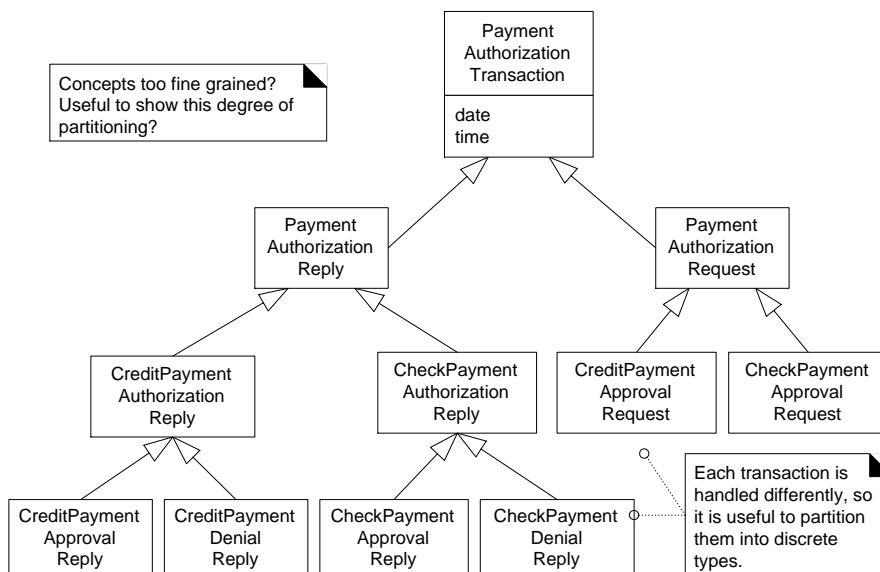 Payment
Authorization
Transaction
date
time
Concepts too fine grained?
Useful to show this degree of
partitioning?
Payment
Authorization
Reply
Payment
Authorization
Request
CreditPayment
Authorization
Reply
CheckPayment
Authorization
Reply
CreditPayment
Approval
Request
CheckPayment
Approval
Request
CreditPayment
Approval
Reply
CreditPayment
Denial
Reply
CheckPayment
Approval
Reply
CheckPayment
Denial
Reply
Each transaction is
handled differently, so
it is useful to partition
them into discrete
types.